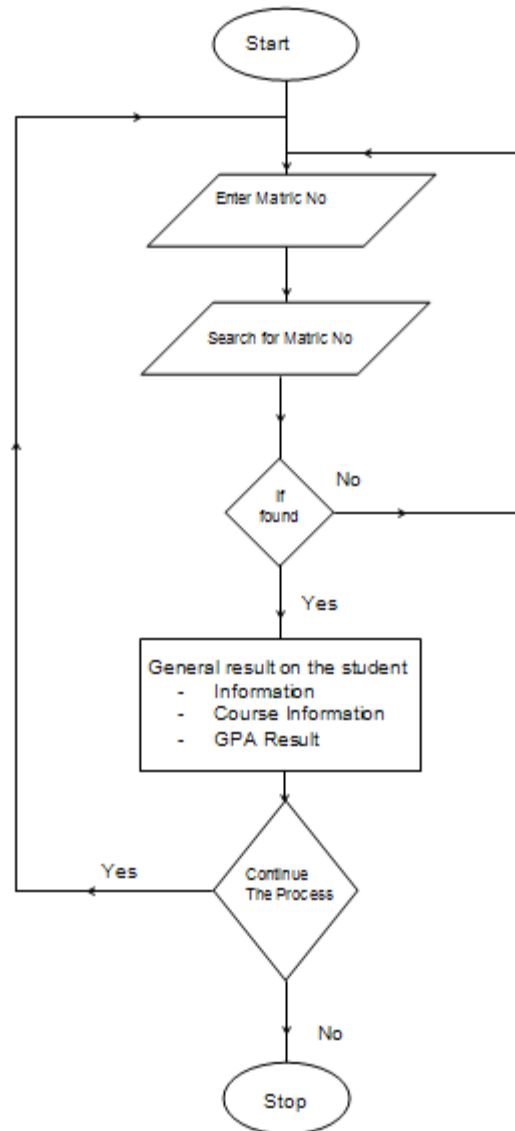 Start
Enter Matric No
Search for Matric No
If
found
No
Yes
General result on the student
- Information
- Course Information
- GPA Result
Continue
The Process
Yes
No
Stop